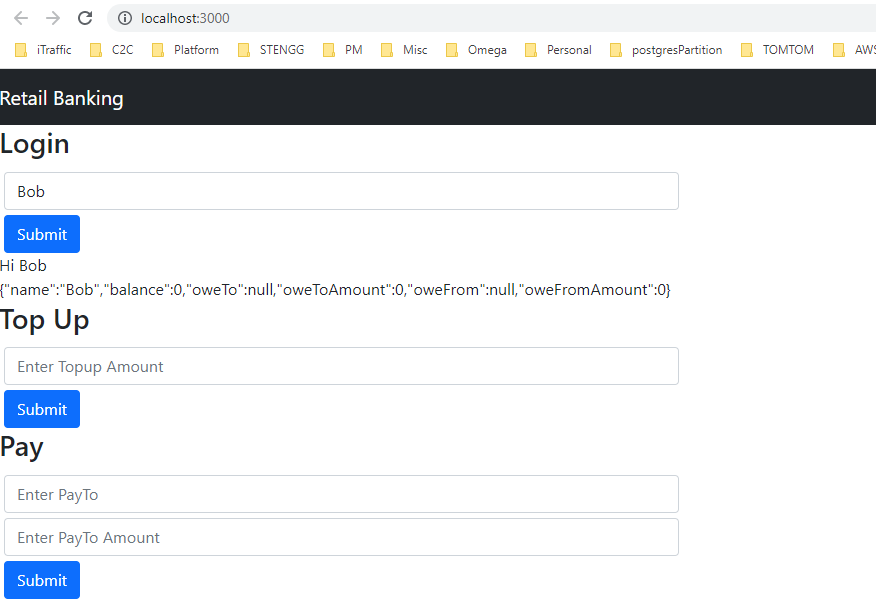 localhost:3000
iTraffic C2C Platform STENGG PM Misc Omega Personal postgresPartition TOMTOM AWS
Retail Banking
Login
Bob
Submit
Hi Bob
{"name":"Bob","balance":0,"oweTo":null,"oweToAmount":0,"oweFrom":null,"oweFromAmount":0}
Top Up
Enter Topup Amount
Submit
Pay
Enter PayTo
Enter PayTo Amount
Submit